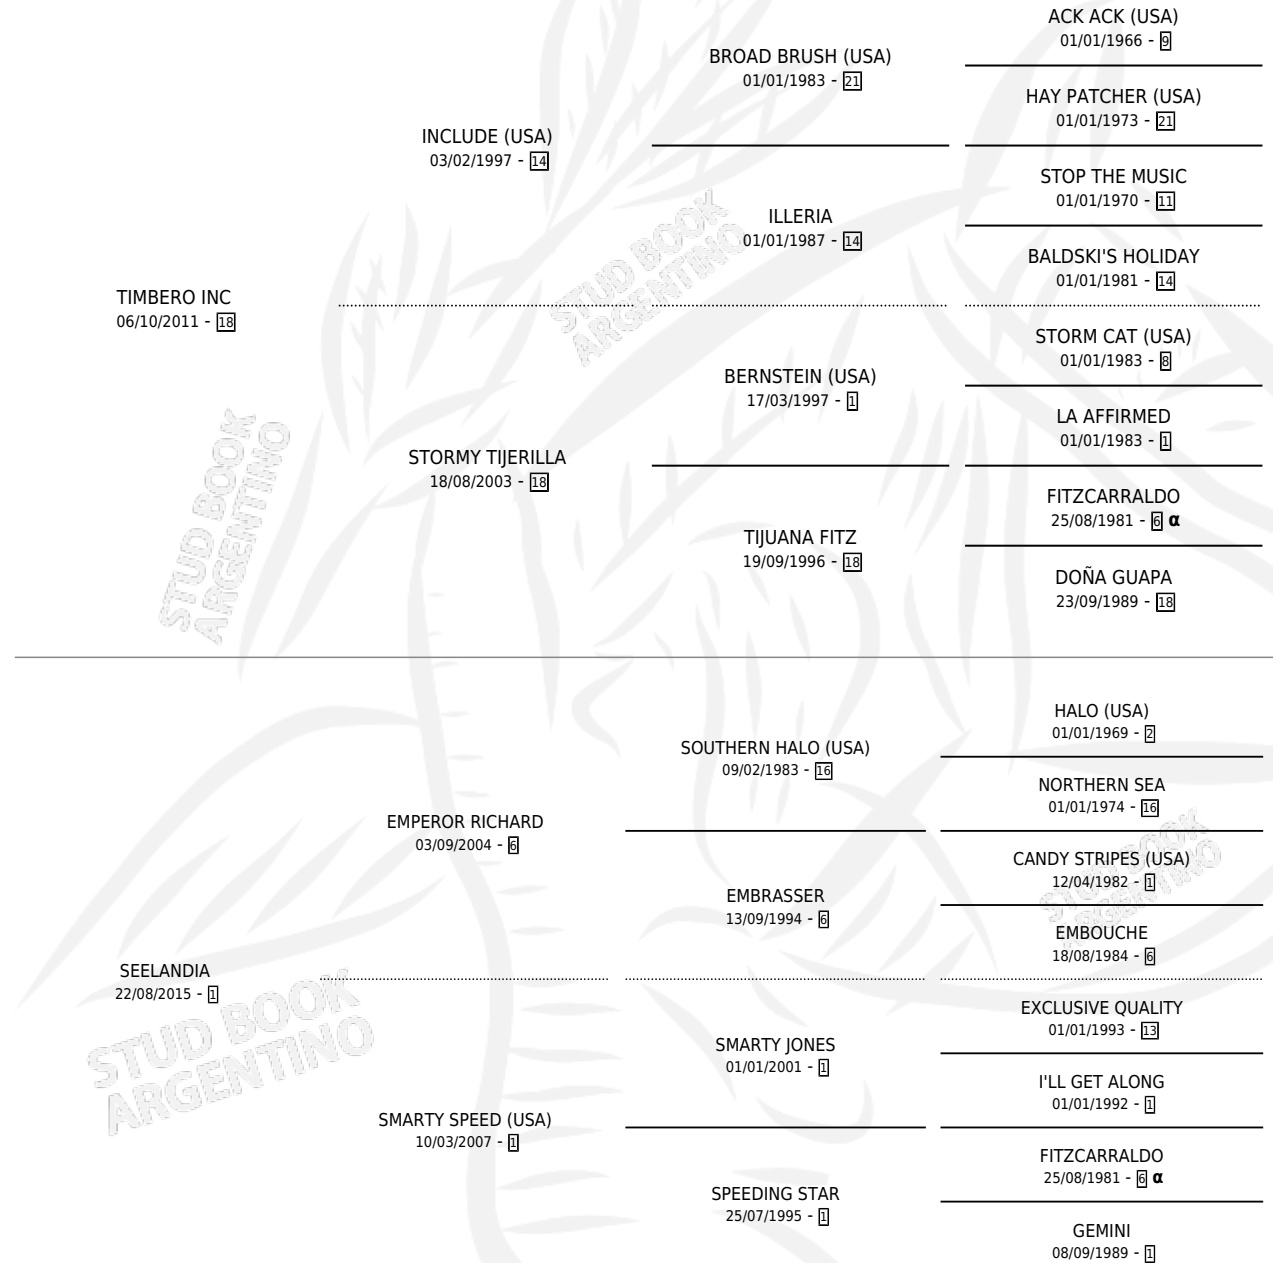 ACK ACK (USA)
01/01/1966 - 9
BROAD BRUSH (USA)
01/01/1983 - 21
HAY PATCHER (USA)
01/01/1973 - 21
INCLUDE (USA)
03/02/1997 - 14
STOP THE MUSIC
01/01/1970 - 11
ILLERIA
01/01/1987 - 14
BALDSKI'S HOLIDAY
01/01/1981 - 14
TIMBERO INC
06/10/2011 - 18
STORM CAT (USA)
01/01/1983 - 8
BERNSTEIN (USA)
17/03/1997 - 1
LA AFFIRMED
01/01/1983 - 1
STORMY TIJERILLA
18/08/2003 - 18
FITZCARRALDO
25/08/1981 - 6 α
TIJUANA FITZ
19/09/1996 - 18
DOÑA GUAPA
23/09/1989 - 18
HALO (USA)
01/01/1969 - 2
SOUTHERN HALO (USA)
09/02/1983 - 16
NORTHERN SEA
01/01/1974 - 16
EMPEROR RICHARD
03/09/2004 - 6
CANDY STRIPES (USA)
12/04/1982 - 1
EMBRASSER
13/09/1994 - 6
EMBOUCHE
18/08/1984 - 6
SEELANDIA
22/08/2015 - 1
EXCLUSIVE QUALITY
01/01/1993 - 13
SMARTY JONES
01/01/2001 - 1
I'LL GET ALONG
01/01/1992 - 1
SMARTY SPEED (USA)
10/03/2007 - 1
FITZCARRALDO
25/08/1981 - 6 α
SPEEDING STAR
25/07/1995 - 1
GEMINI
08/09/1989 - 1
STUD BOOK
ARGENTINO
STUD BOOK
ARGENTINO
STUD BOOK
ARGENTINO
STUD BOOK
ARGENTINO